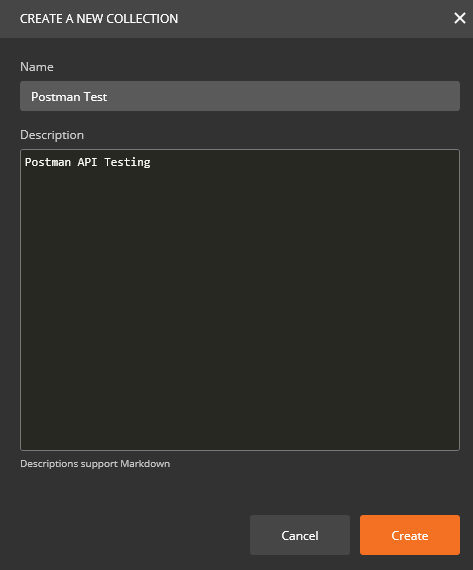 CREATE A NEW COLLECTION
Name
Postman Test
Description
Postman API Testing
Descriptions support Markdown
Cancel
Create